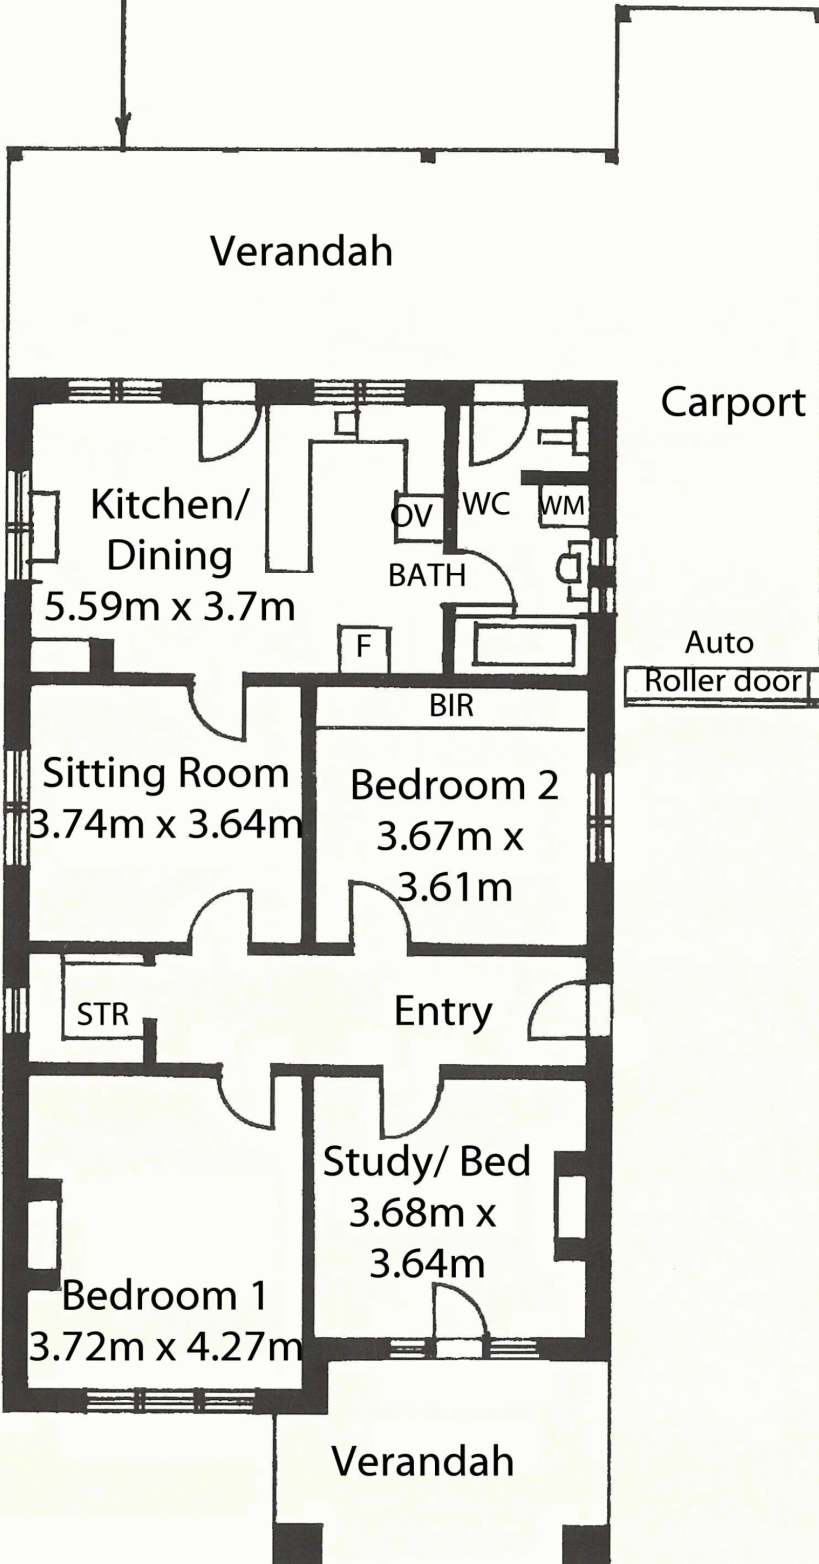 Verandah
Carport
Kitchen/
Dining
5.59m x 3.7m
OV
WC
WM
BATH
F
Auto
Roller door
BIR
Sitting Room
3.74m x 3.64m
Bedroom 2
3.67m x
3.61m
STR
Entry
Study/ Bed
3.68m x
3.64m
Bedroom 1
3.72m x 4.27m
Verandah